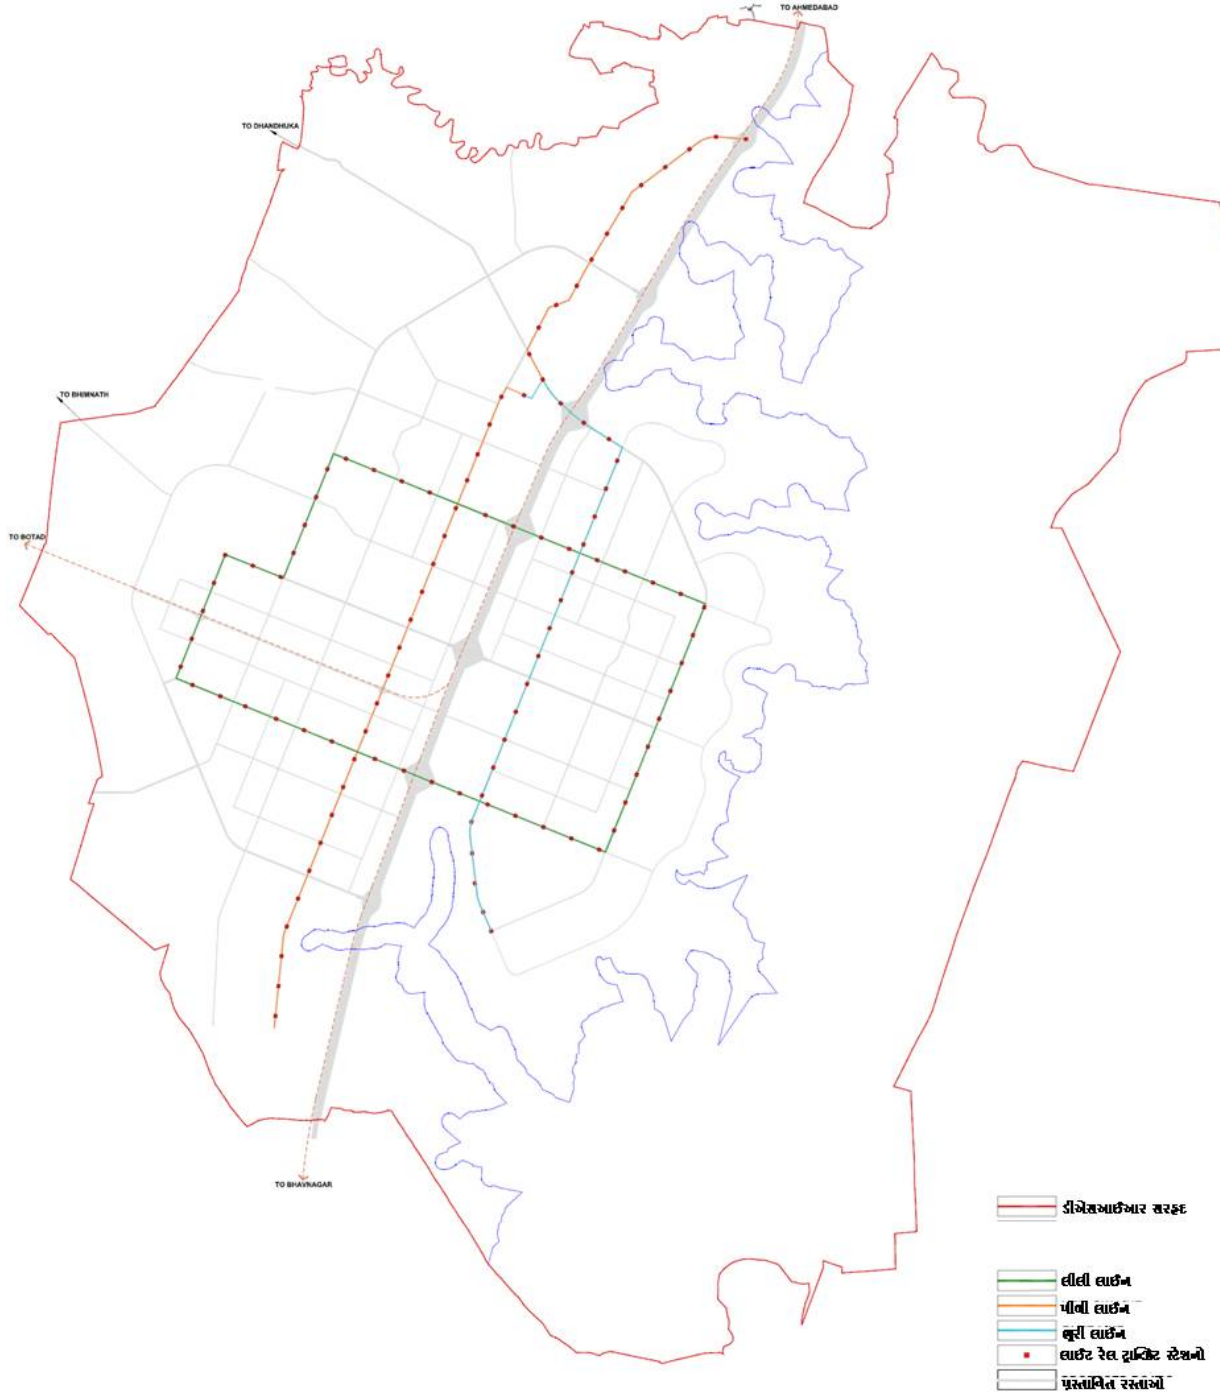 TO AHMEDABAD
TO DHANDHUKA
TO BHIMNATH
TO BOTAD
TO BHAVNAGAR
ડીએસઆઈઆર સરહદ
લીલી લાઈન
પીળી લાઈન
ભૂરી લાઈન
લાઈટ રેલ ટ્રાન્ઝિટ સ્ટેશનો
પ્રસ્તાવિત રસ્તાઓ